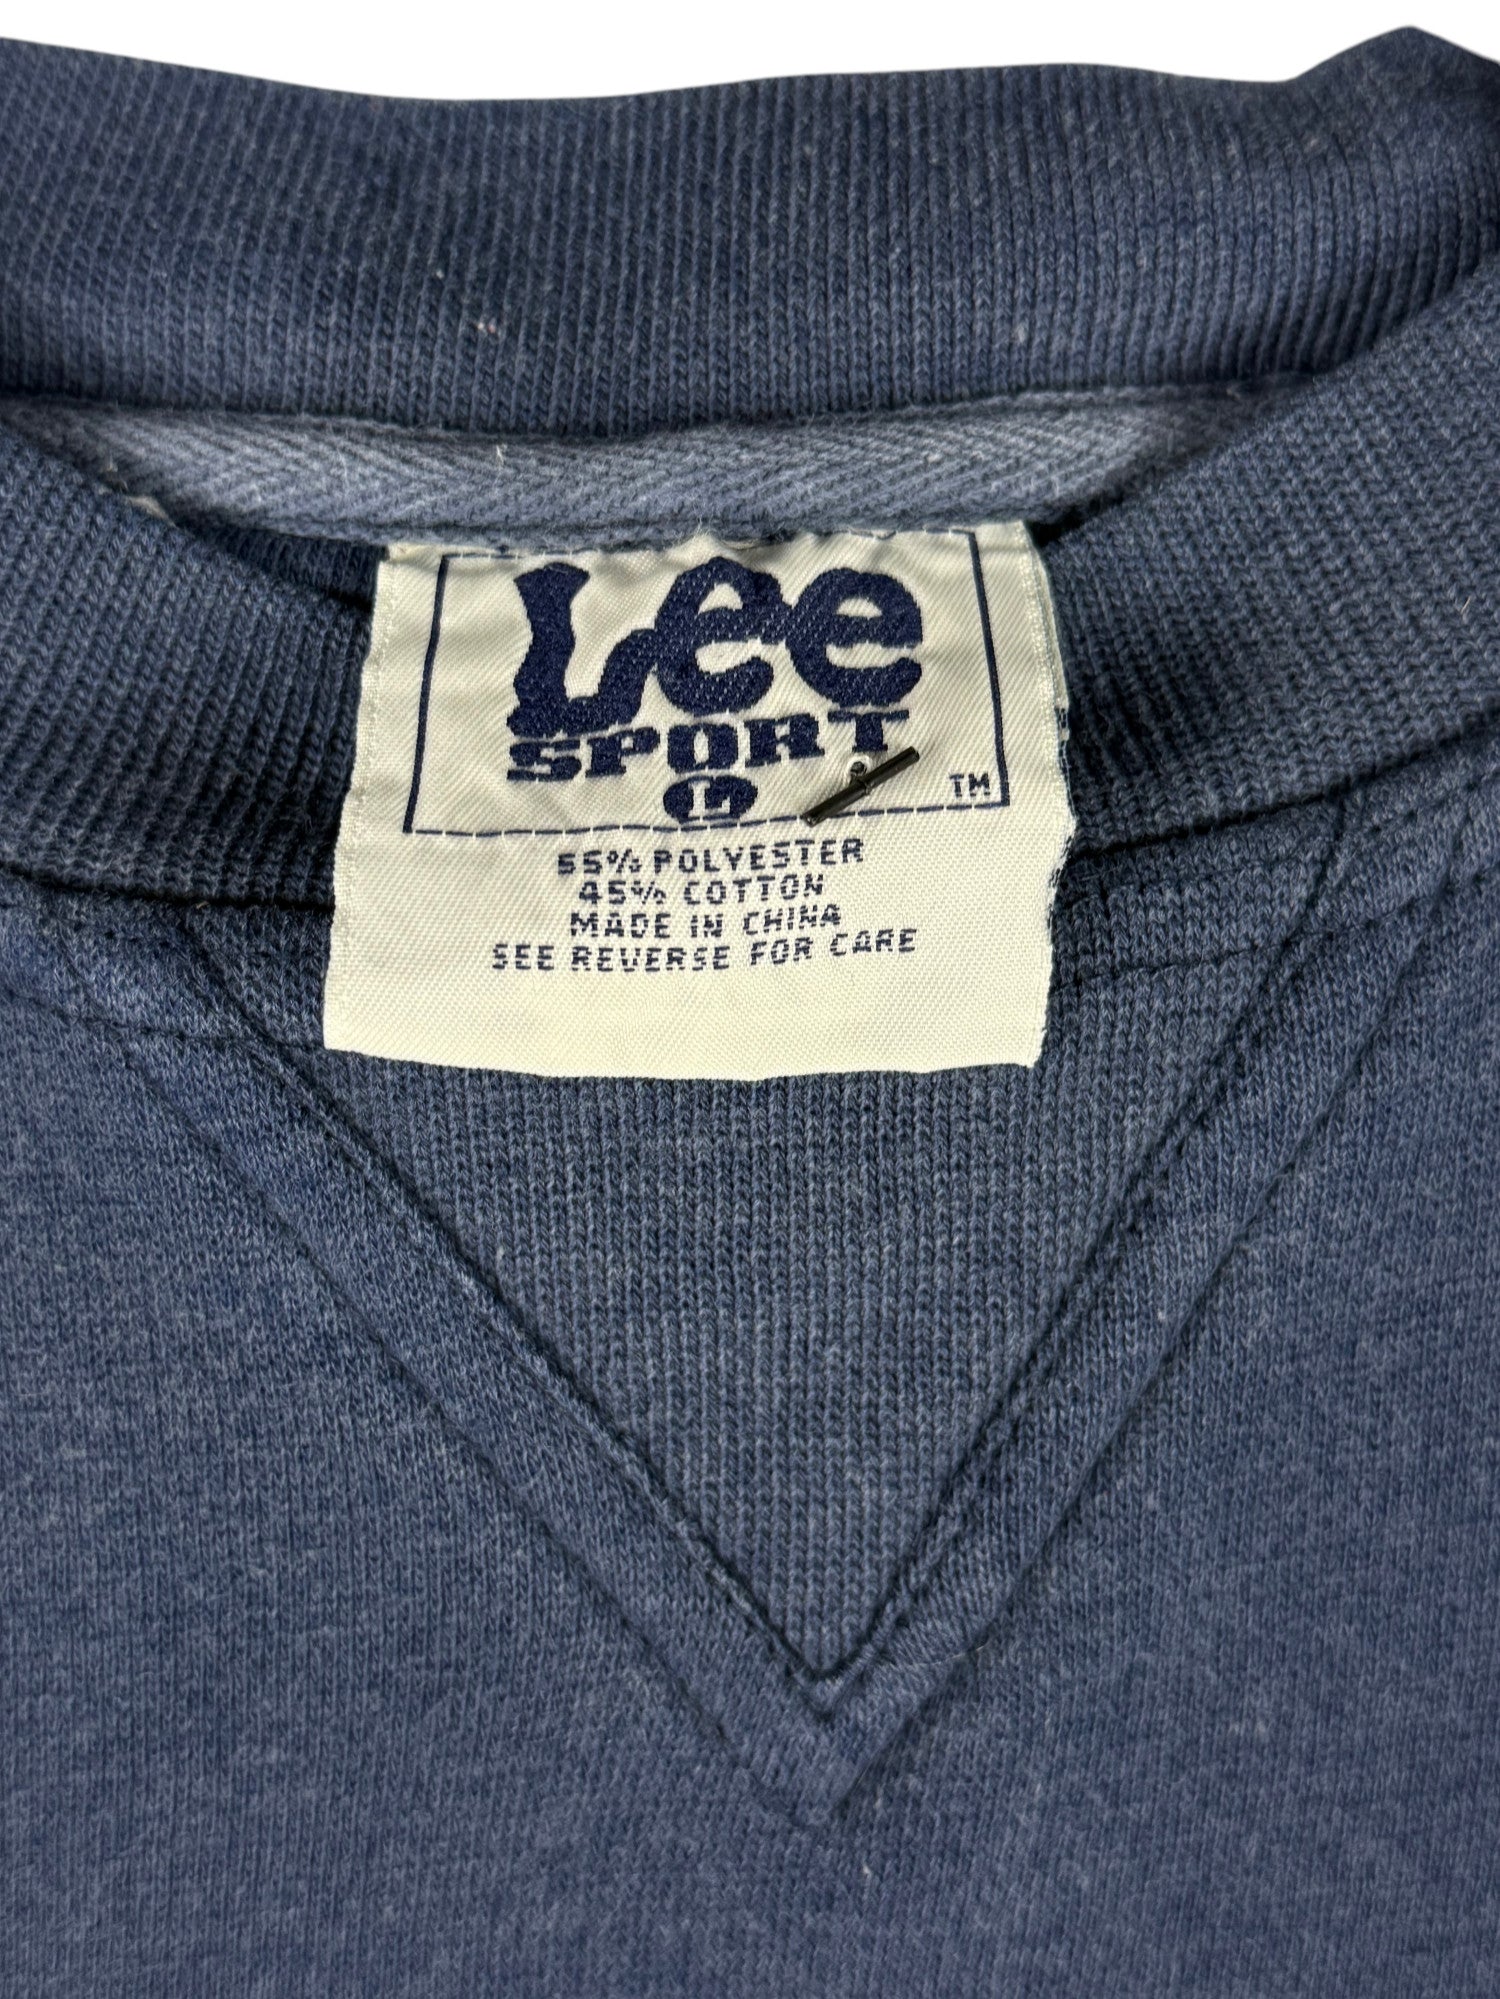 Lee
SPORT
L
TM
55% POLYESTER
45% COTTON
MADE IN CHINA
SEE REVERSE FOR CARE